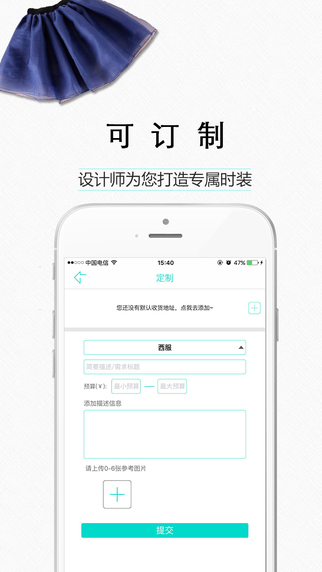 可订制
设计师为您打造专属时装
中国电信 15:40 47%
定制
您还没有默认收货地址，点我去添加~
西服
简要描述/需求标题
预算(¥): 最小预算 — 最大预算
添加描述信息
请上传0-6张参考图片
提交